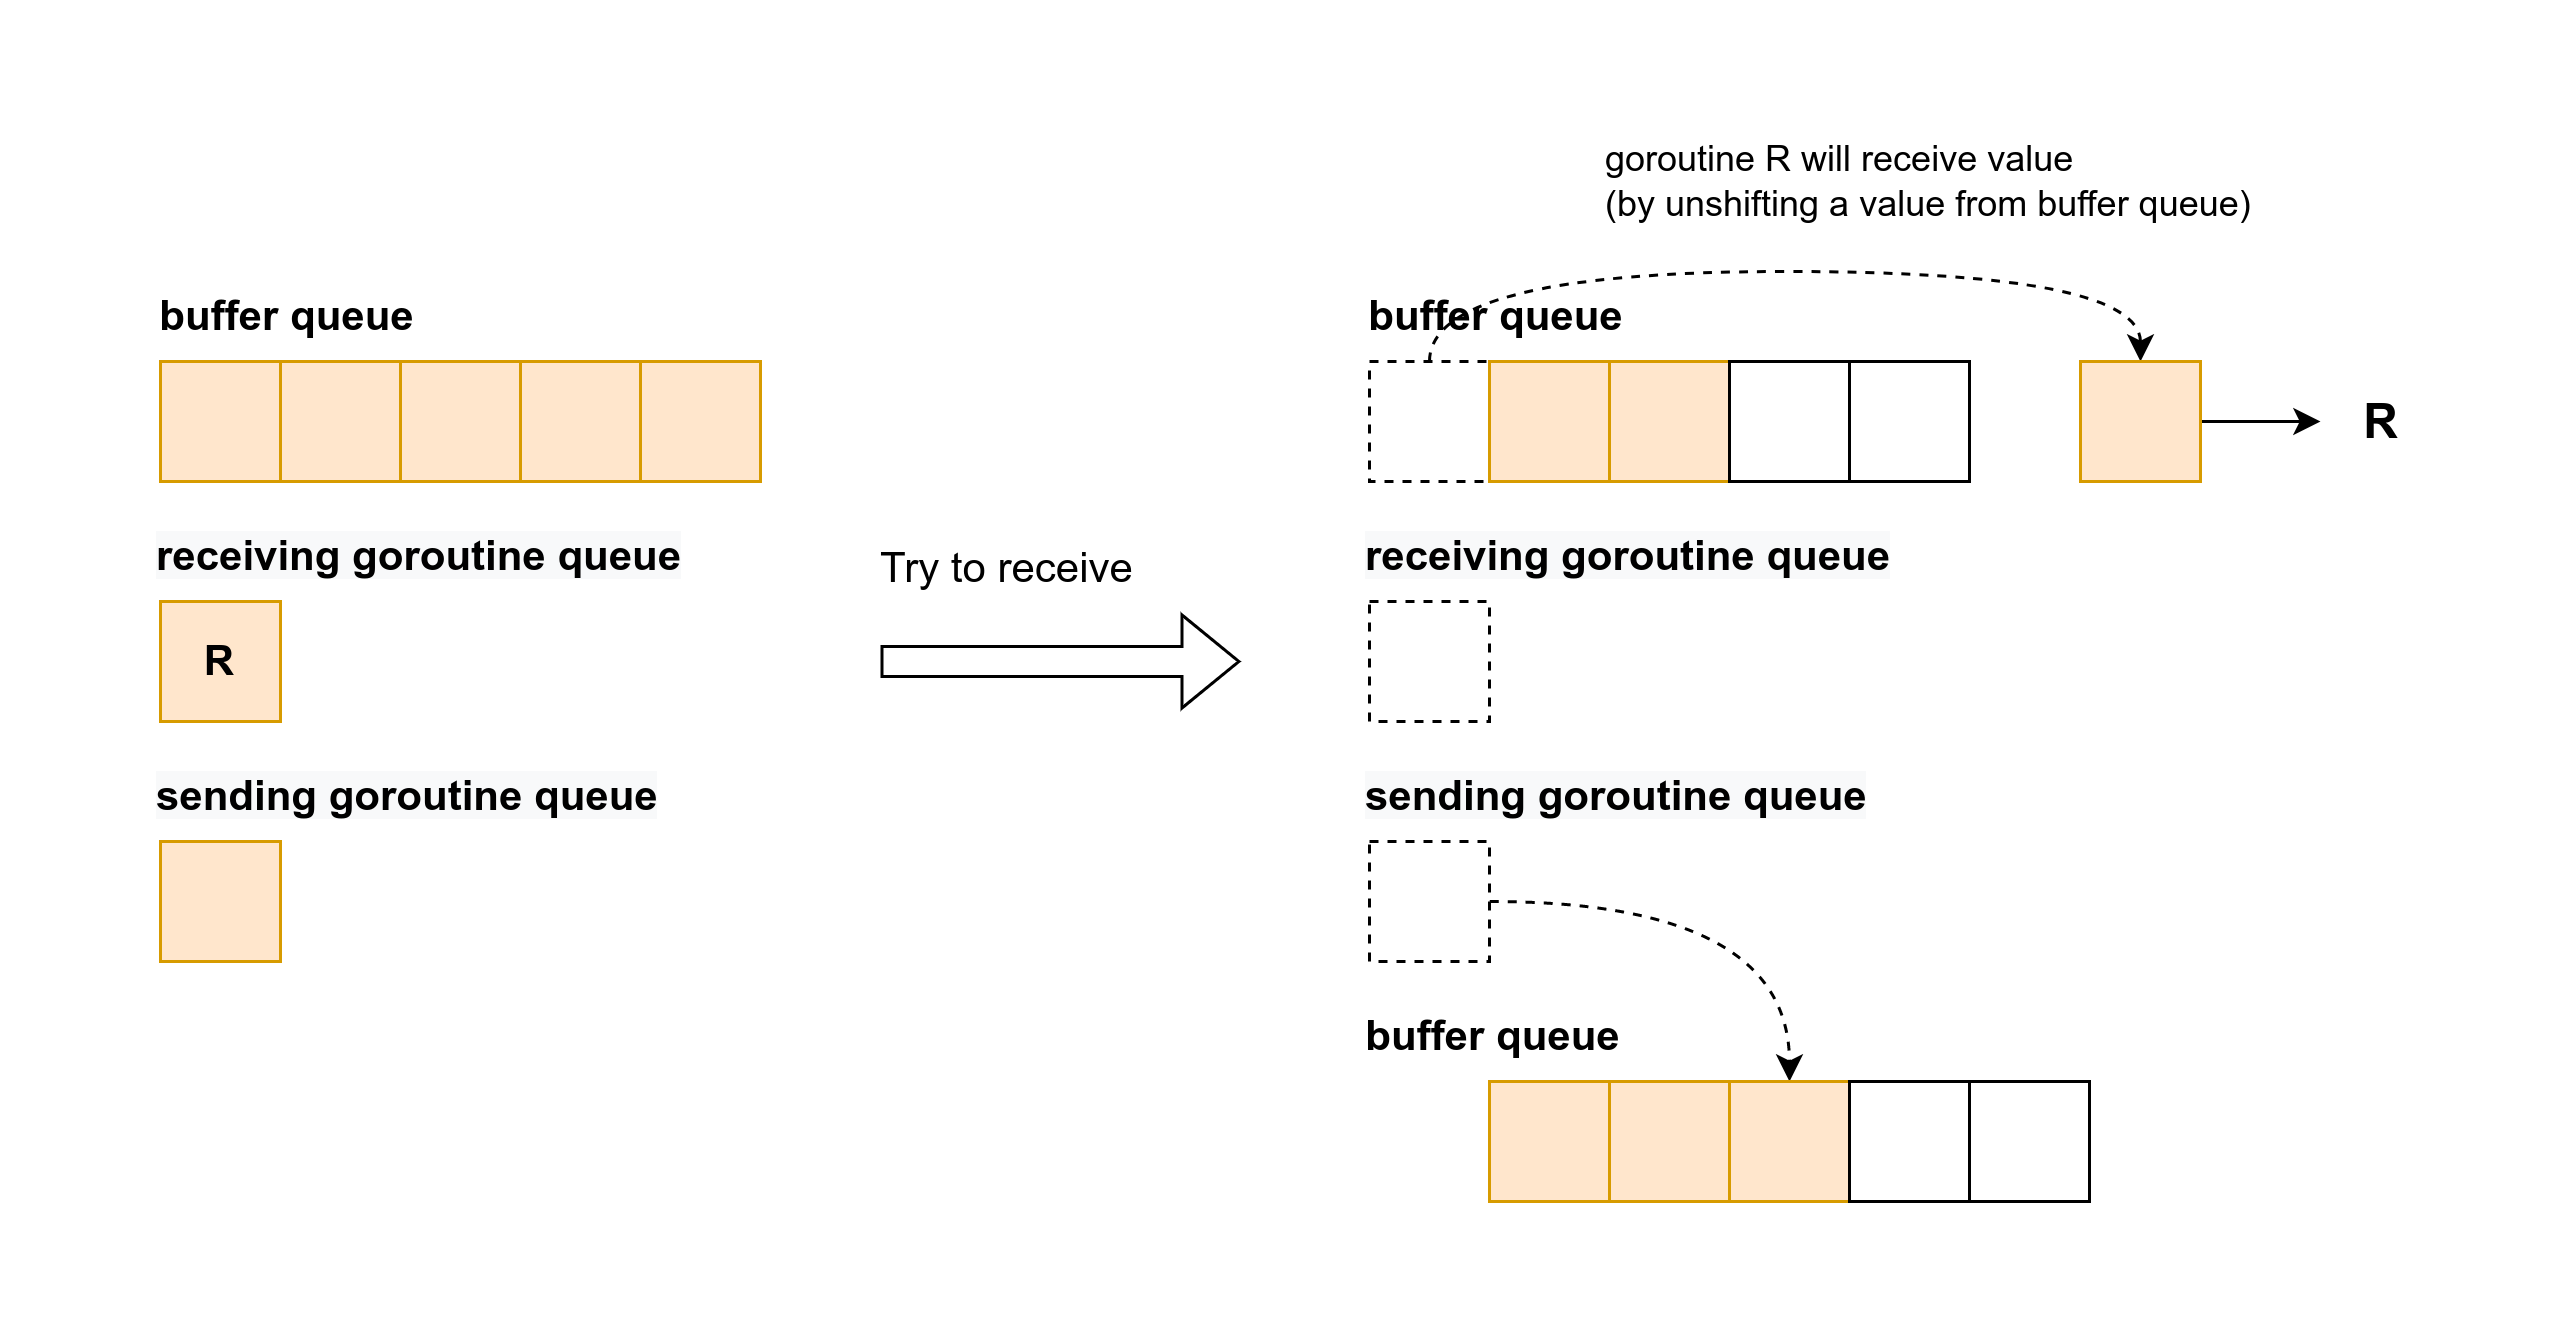 buffer queue
receiving goroutine queue
R
sending goroutine queue
Try to receive
goroutine R will receive value
(by unshifting a value from buffer queue)
buffer queue
R
receiving goroutine queue
sending goroutine queue
buffer queue